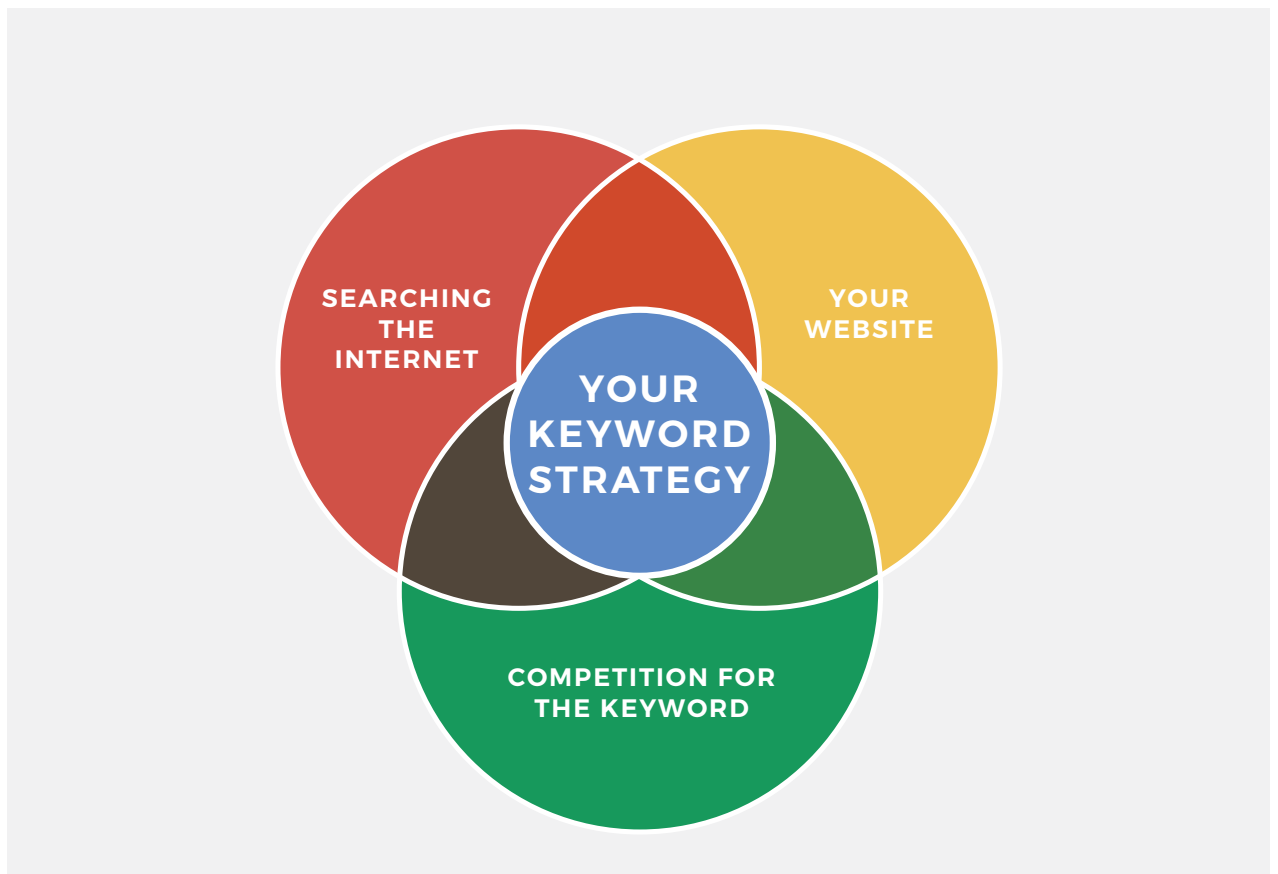 SEARCHING
THE
INTERNET
YOUR
WEBSITE
YOUR
KEYWORD
STRATEGY
COMPETITION FOR
THE KEYWORD